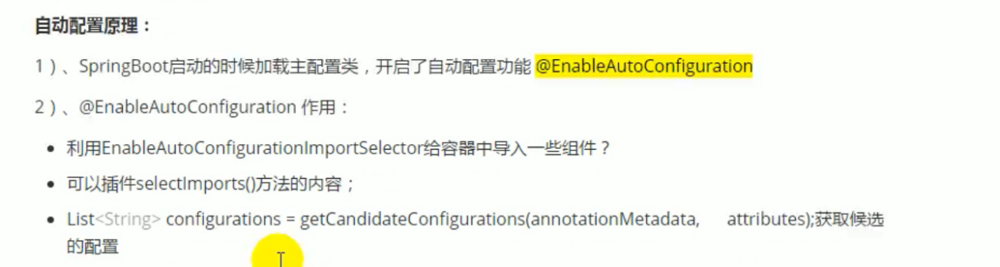 自动配置原理：
1）、SpringBoot启动的时候加载主配置类，开启了自动配置功能 @EnableAutoConfiguration
2）、@EnableAutoConfiguration 作用：
利用EnableAutoConfigurationImportSelector给容器中导入一些组件？
可以插件selectImports()方法的内容；
List<String> configurations = getCandidateConfigurations(annotationMetadata, attributes);获取候选
的配置